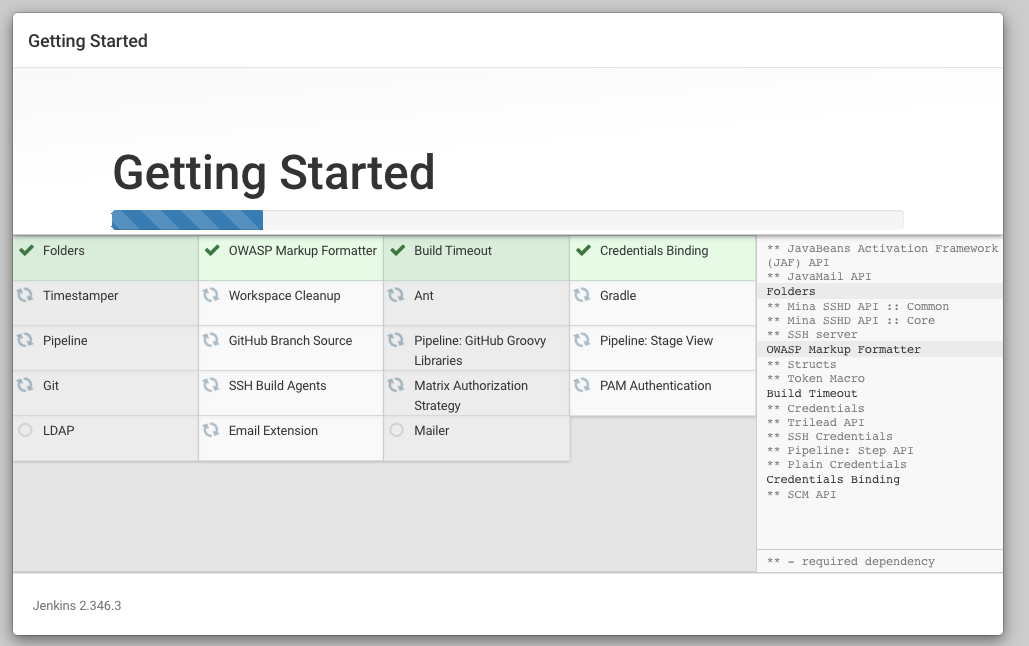 Getting Started
Getting Started
Folders
OWASP Markup Formatter
Build Timeout
Credentials Binding
Timestamper
Workspace Cleanup
Ant
Gradle
Pipeline
GitHub Branch Source
Pipeline: GitHub Groovy
Libraries
Pipeline: Stage View
Git
SSH Build Agents
Matrix Authorization
Strategy
PAM Authentication
LDAP
Email Extension
Mailer
** JavaBeans Activation Framework
(JAF) API
** JavaMail API
Folders
** Mina SSHD API :: Common
** Mina SSHD API :: Core
** SSH server
OWASP Markup Formatter
** Structs
** Token Macro
Build Timeout
** Credentials
** Trilead API
** SSH Credentials
** Pipeline: Step API
** Plain Credentials
Credentials Binding
** SCM API
** - required dependency
Jenkins 2.346.3